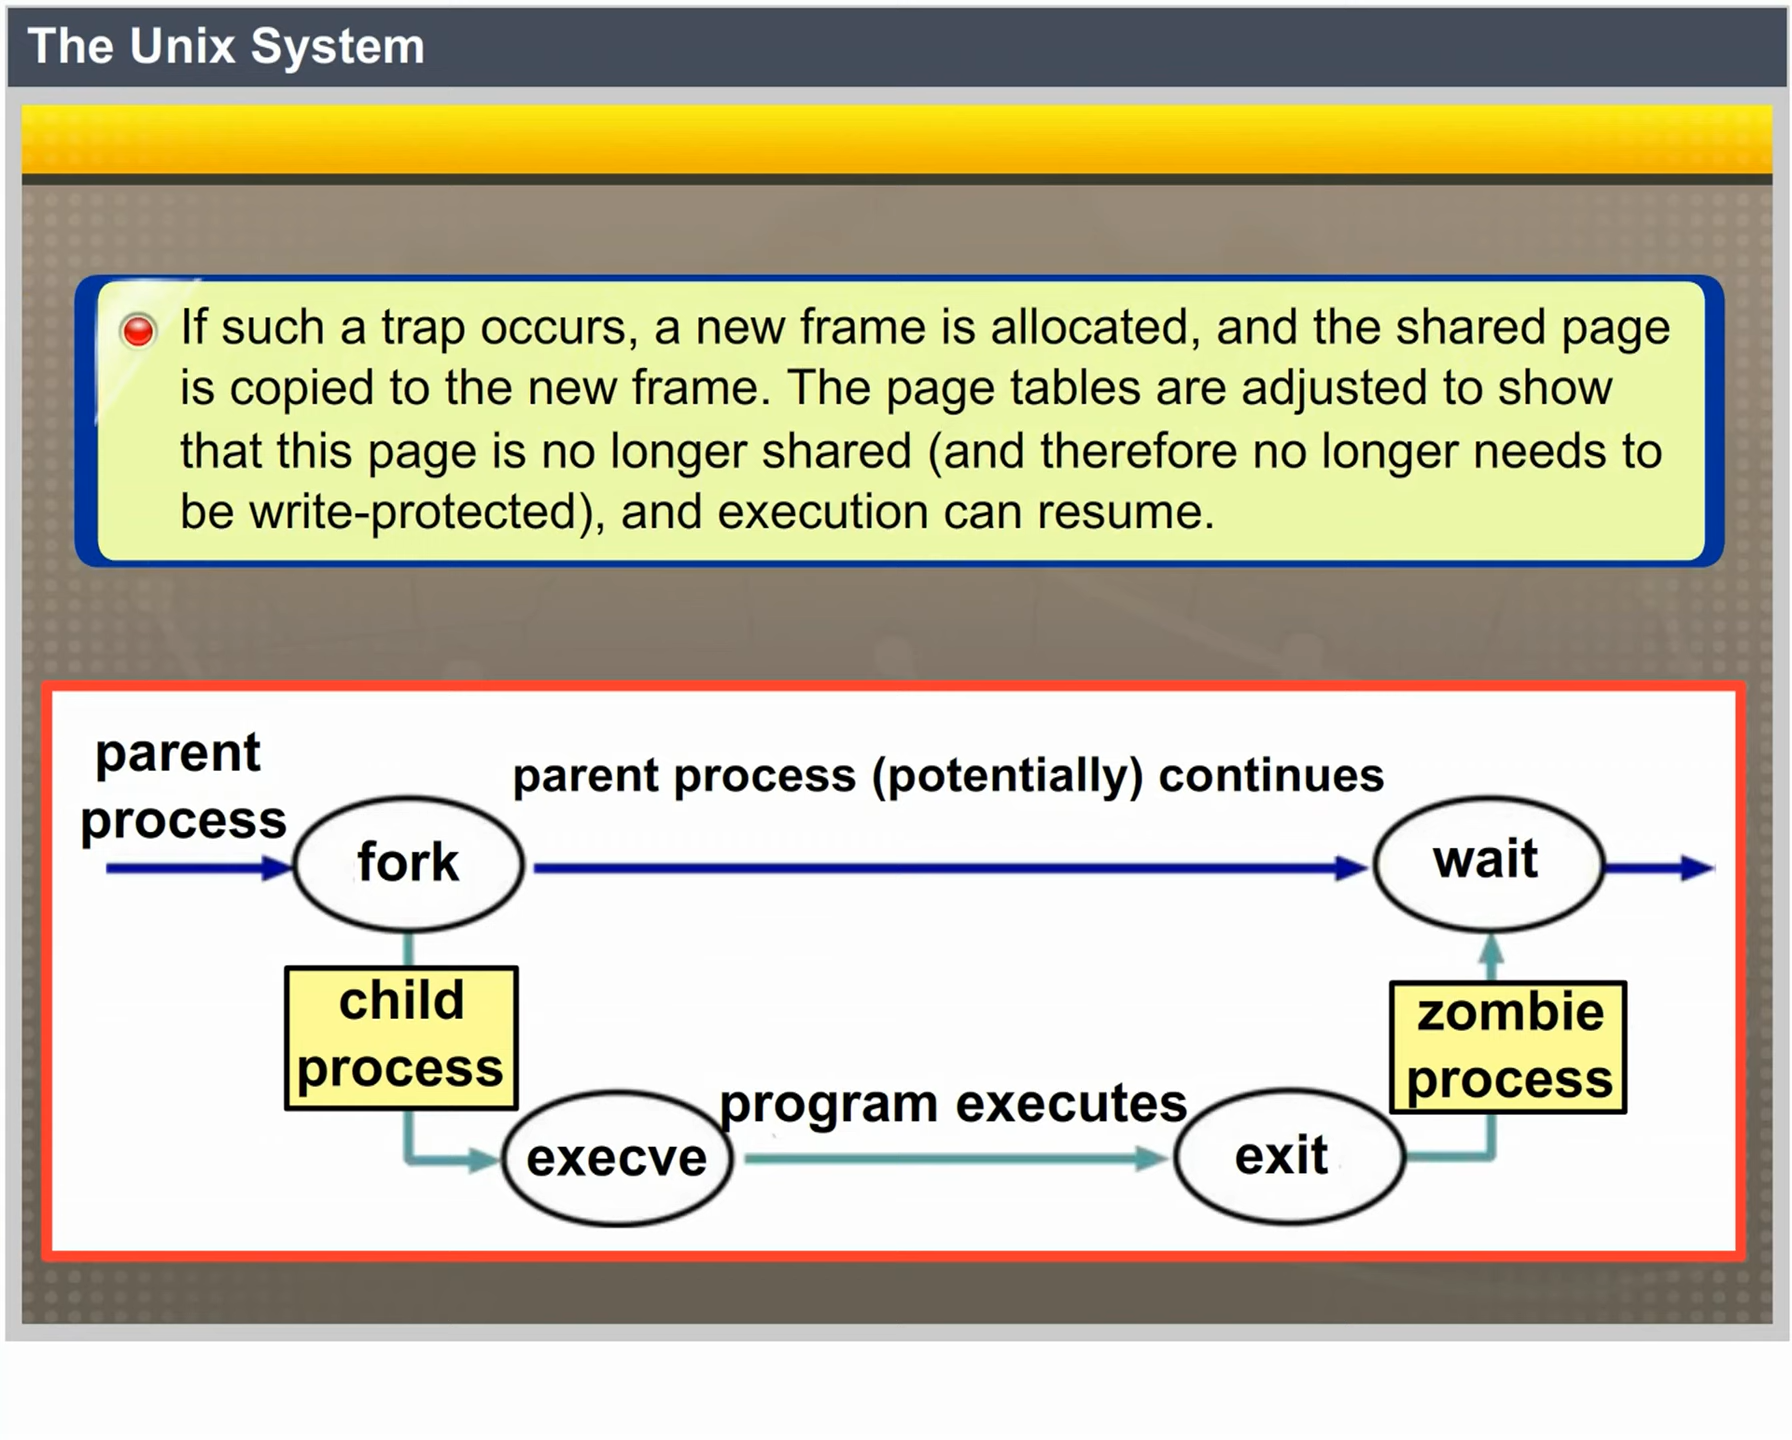 The Unix System
If such a trap occurs, a new frame is allocated, and the shared page
is copied to the new frame. The page tables are adjusted to show
that this page is no longer shared (and therefore no longer needs to
be write-protected), and execution can resume.
parent
process
parent process (potentially) continues
fork
wait
child
process
zombie
process
execve
program executes
exit